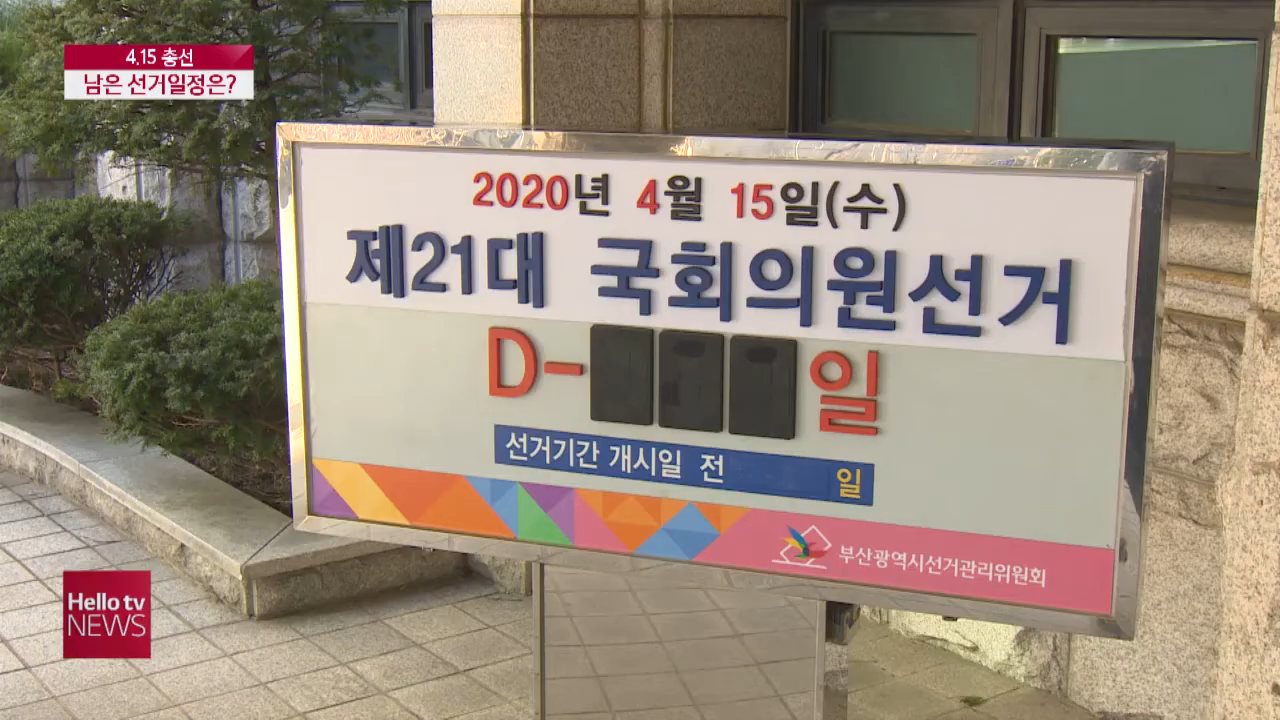 4.15 총선
남은 선거일정은?
2020년 4월 15일(수)
제21대 국회의원선거
D- 일
선거기간 개시일 전 일
부산광역시선거관리위원회
Hello tv
NEWS